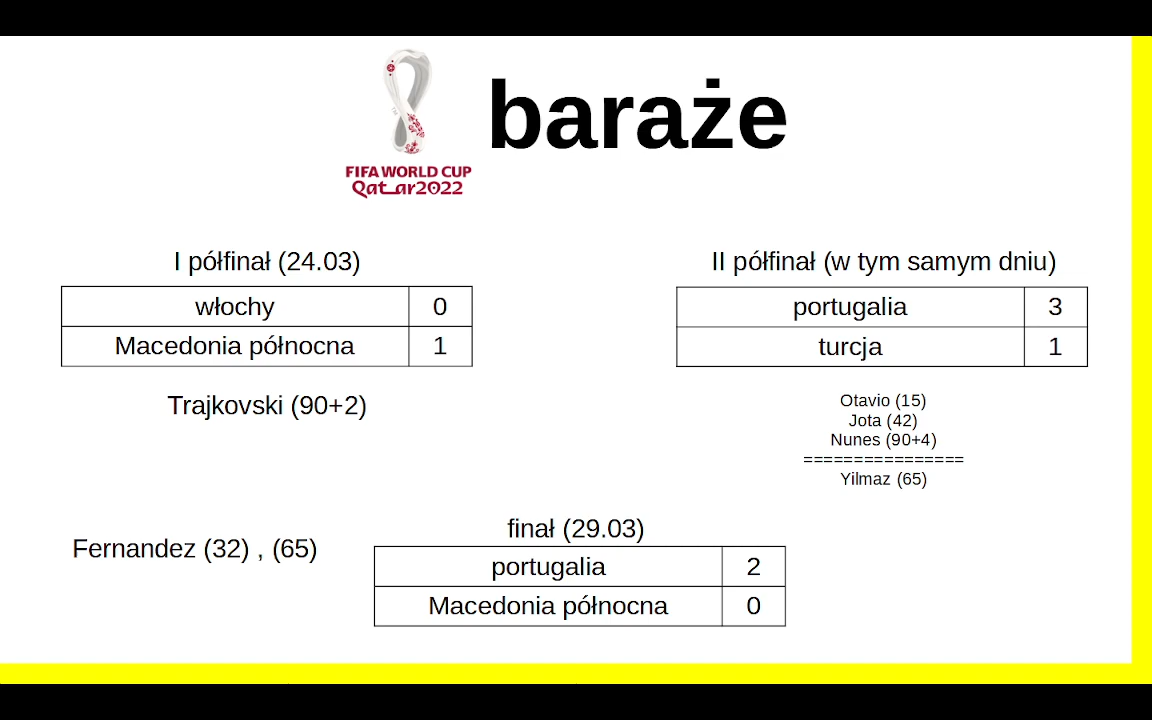 baraże
FIFA WORLD CUP
Qatar2022
I półfinał (24.03)
włochy 0
Macedonia północna 1
Trajkovski (90+2)
II półfinał (w tym samym dniu)
portugalia 3
turcja 1
Otavio (15)
Jota (42)
Nunes (90+4)
================
Yilmaz (65)
Fernandez (32) , (65)
finał (29.03)
portugalia 2
Macedonia północna 0